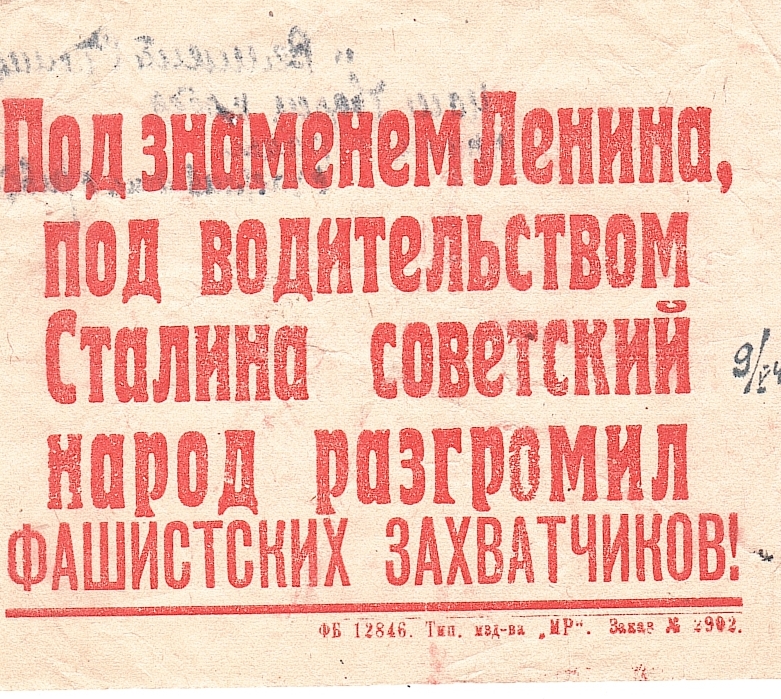 Под знаменем Ленина,
под водительством
Сталина советский
народ разгромил
ФАШИСТСКИХ ЗАХВАТЧИКОВ!
9/
ФБ 12846. Тип. изд-ва „МР“. Заказ № 2902.